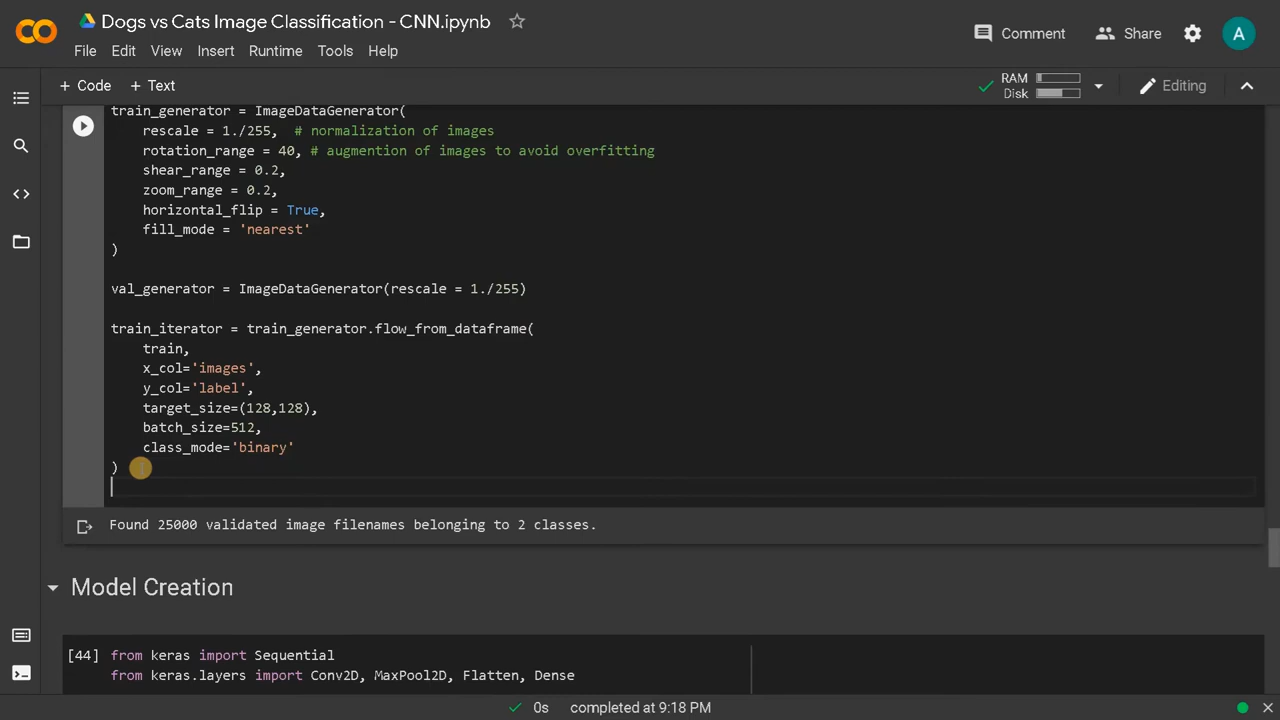 Dogs vs Cats Image Classification - CNN.ipynb
File Edit View Insert Runtime Tools Help
Comment Share A
+ Code + Text
RAM
Disk
Editing
train_generator = ImageDataGenerator(
rescale = 1./255, # normalization of images
rotation_range = 40, # augmention of images to avoid overfitting
shear_range = 0.2,
zoom_range = 0.2,
horizontal_flip = True,
fill_mode = 'nearest'
)
val_generator = ImageDataGenerator(rescale = 1./255)
train_iterator = train_generator.flow_from_dataframe(
train,
x_col='images',
y_col='label',
target_size=(128,128),
batch_size=512,
class_mode='binary'
)
Found 25000 validated image filenames belonging to 2 classes.
Model Creation
[44] from keras import Sequential
from keras.layers import Conv2D, MaxPool2D, Flatten, Dense
0s completed at 9:18 PM